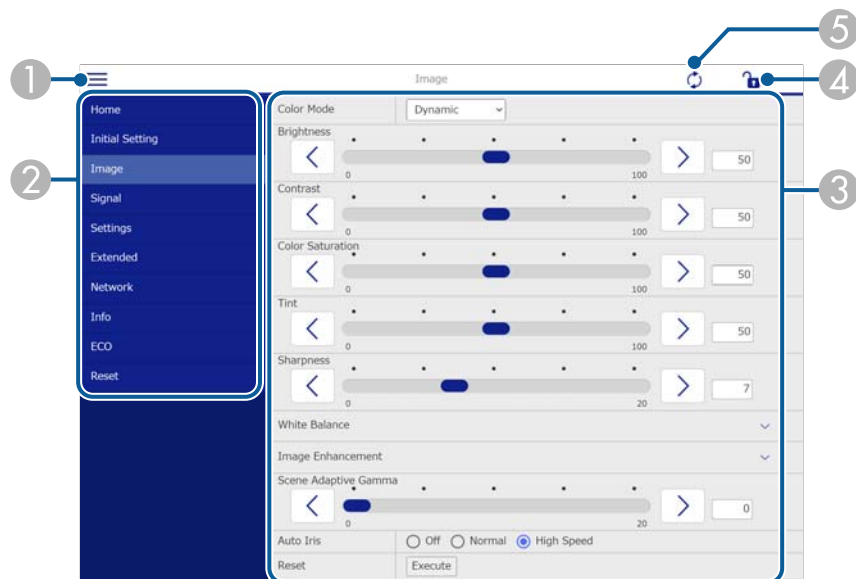 5
1
Image
4
2
Home
Initial Setting
Image
Signal
Settings
Extended
Network
Info
ECO
Reset
3
Color Mode
Dynamic
Brightness
0
100
50
Contrast
0
100
50
Color Saturation
0
100
50
Tint
0
100
50
Sharpness
0
20
7
White Balance
Image Enhancement
Scene Adaptive Gamma
0
20
0
Auto Iris
Off Normal High Speed
Reset
Execute